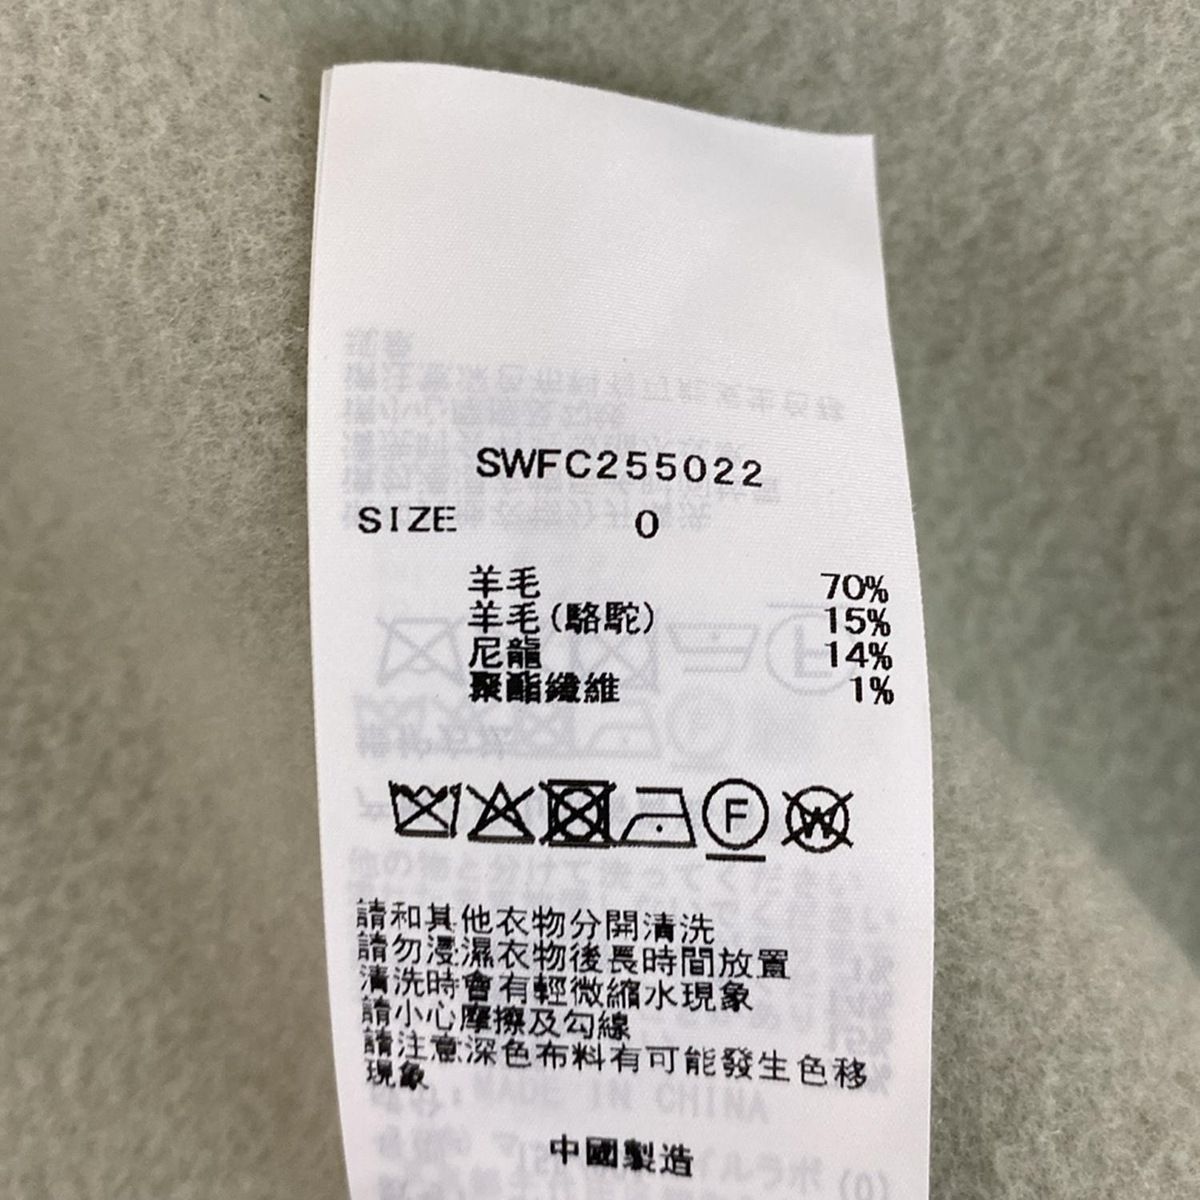 SWFC255022
SIZE 0
羊毛 70%
羊毛(駱駝) 15%
尼龍 14%
聚酯纖維 1%
F W
請和其他衣物分開清洗
請勿浸濕衣物後長時間放置
清洗時會有輕微縮水現象
請小心摩擦及勾線
請注意深色布料有可能發生色移
現象
中國製造